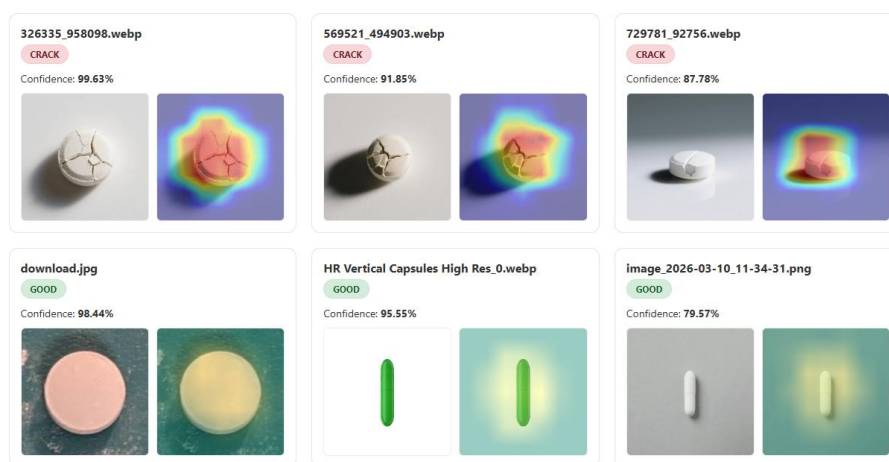 326335_958098.webp
CRACK
Confidence: 99.63%
569521_494903.webp
CRACK
Confidence: 91.85%
729781_92756.webp
CRACK
Confidence: 87.78%
download.jpg
GOOD
Confidence: 98.44%
HR Vertical Capsules High Res_0.webp
GOOD
Confidence: 95.55%
image_2026-03-10_11-34-31.png
GOOD
Confidence: 79.57%